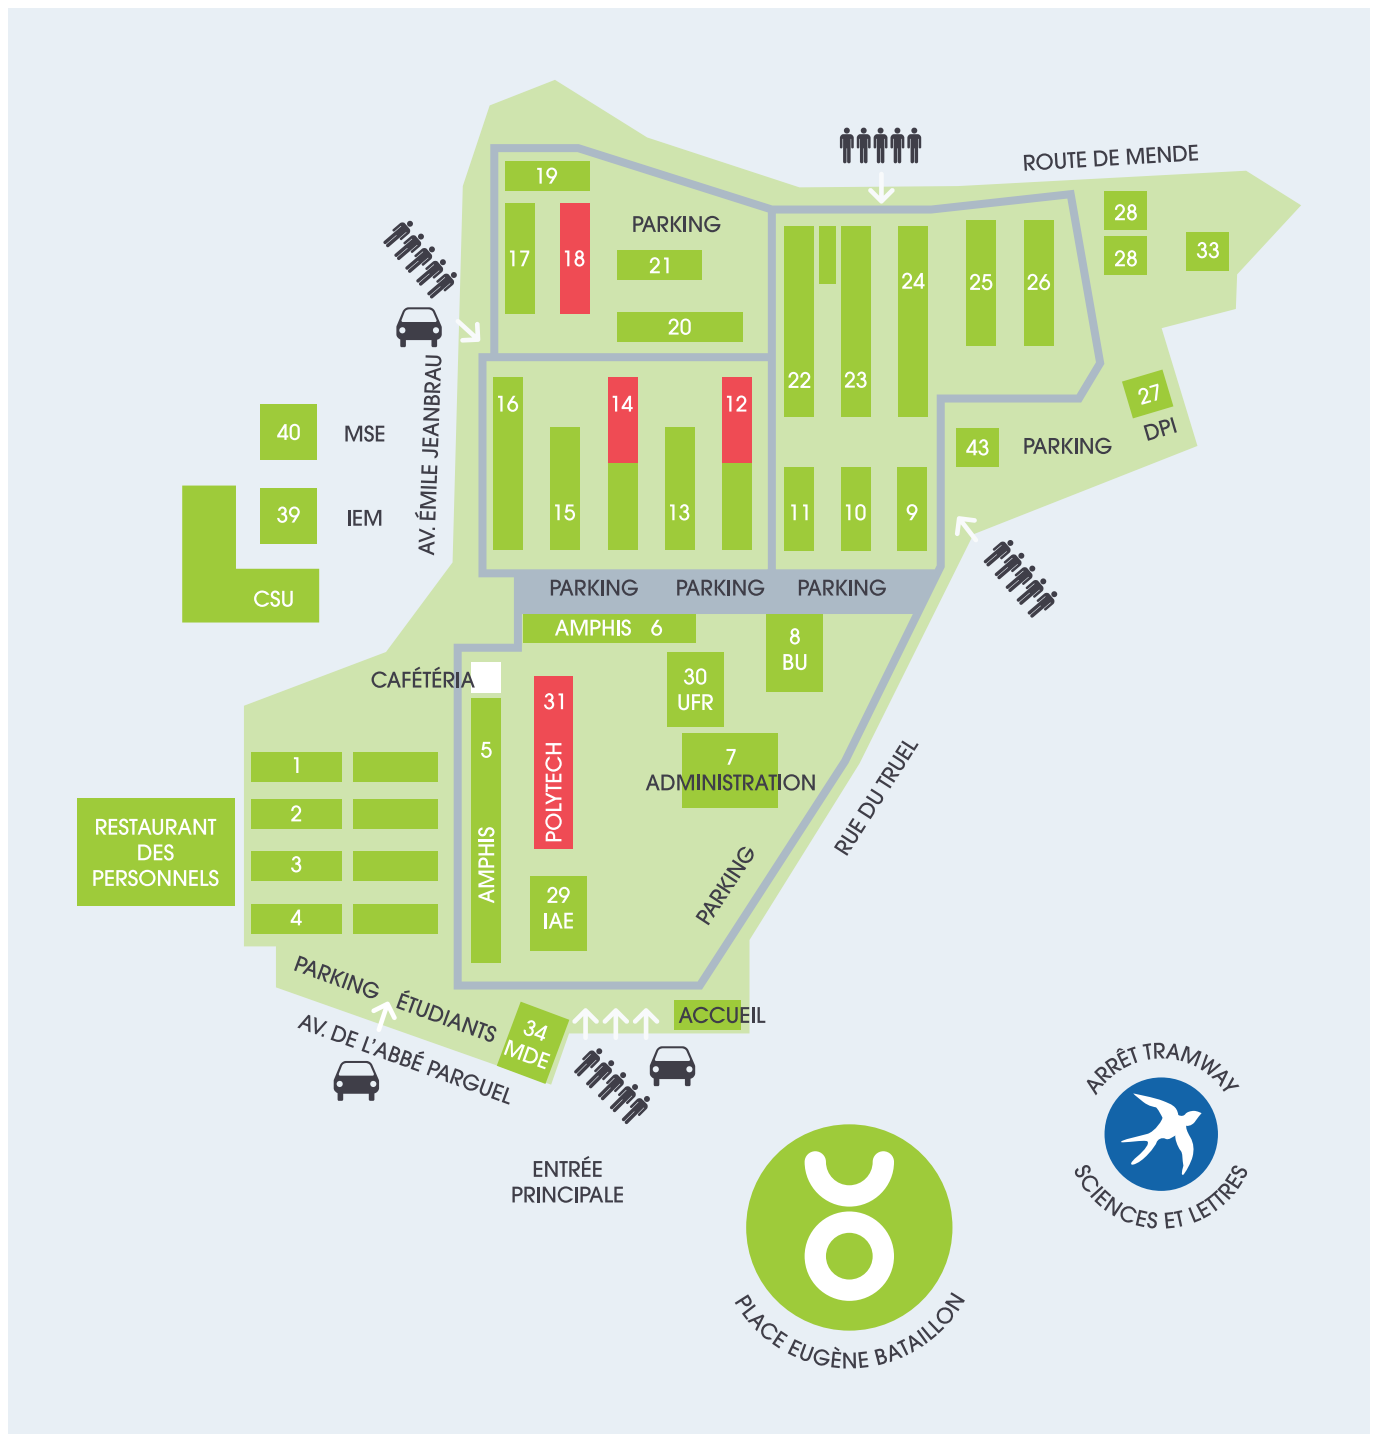 ROUTE DE MENDE
19
28
PARKING
17
18
21
28
33
24
25
26
20
22
23
AV. ÉMILE JEANBRAU
27
DPI
16
14
12
40
MSE
43
PARKING
15
13
11
10
9
39
IEM
CSU
PARKING
PARKING
PARKING
AMPHIS 6
8
BU
CAFÉTÉRIA
30
UFR
31
POLYTECH
5
AMPHIS
7
ADMINISTRATION
RUE DU TRUEL
1
2
3
4
RESTAURANT
DES
PERSONNELS
29
IAE
PARKING
PARKING ÉTUDIANTS
AV. DE L'ABBÉ PARGUEL
34
MDE
ACCUEIL
ENTRÉE
PRINCIPALE
ARRÊT TRAMWAY
SCIENCES ET LETTRES
PLACE EUGÈNE BATAILLON